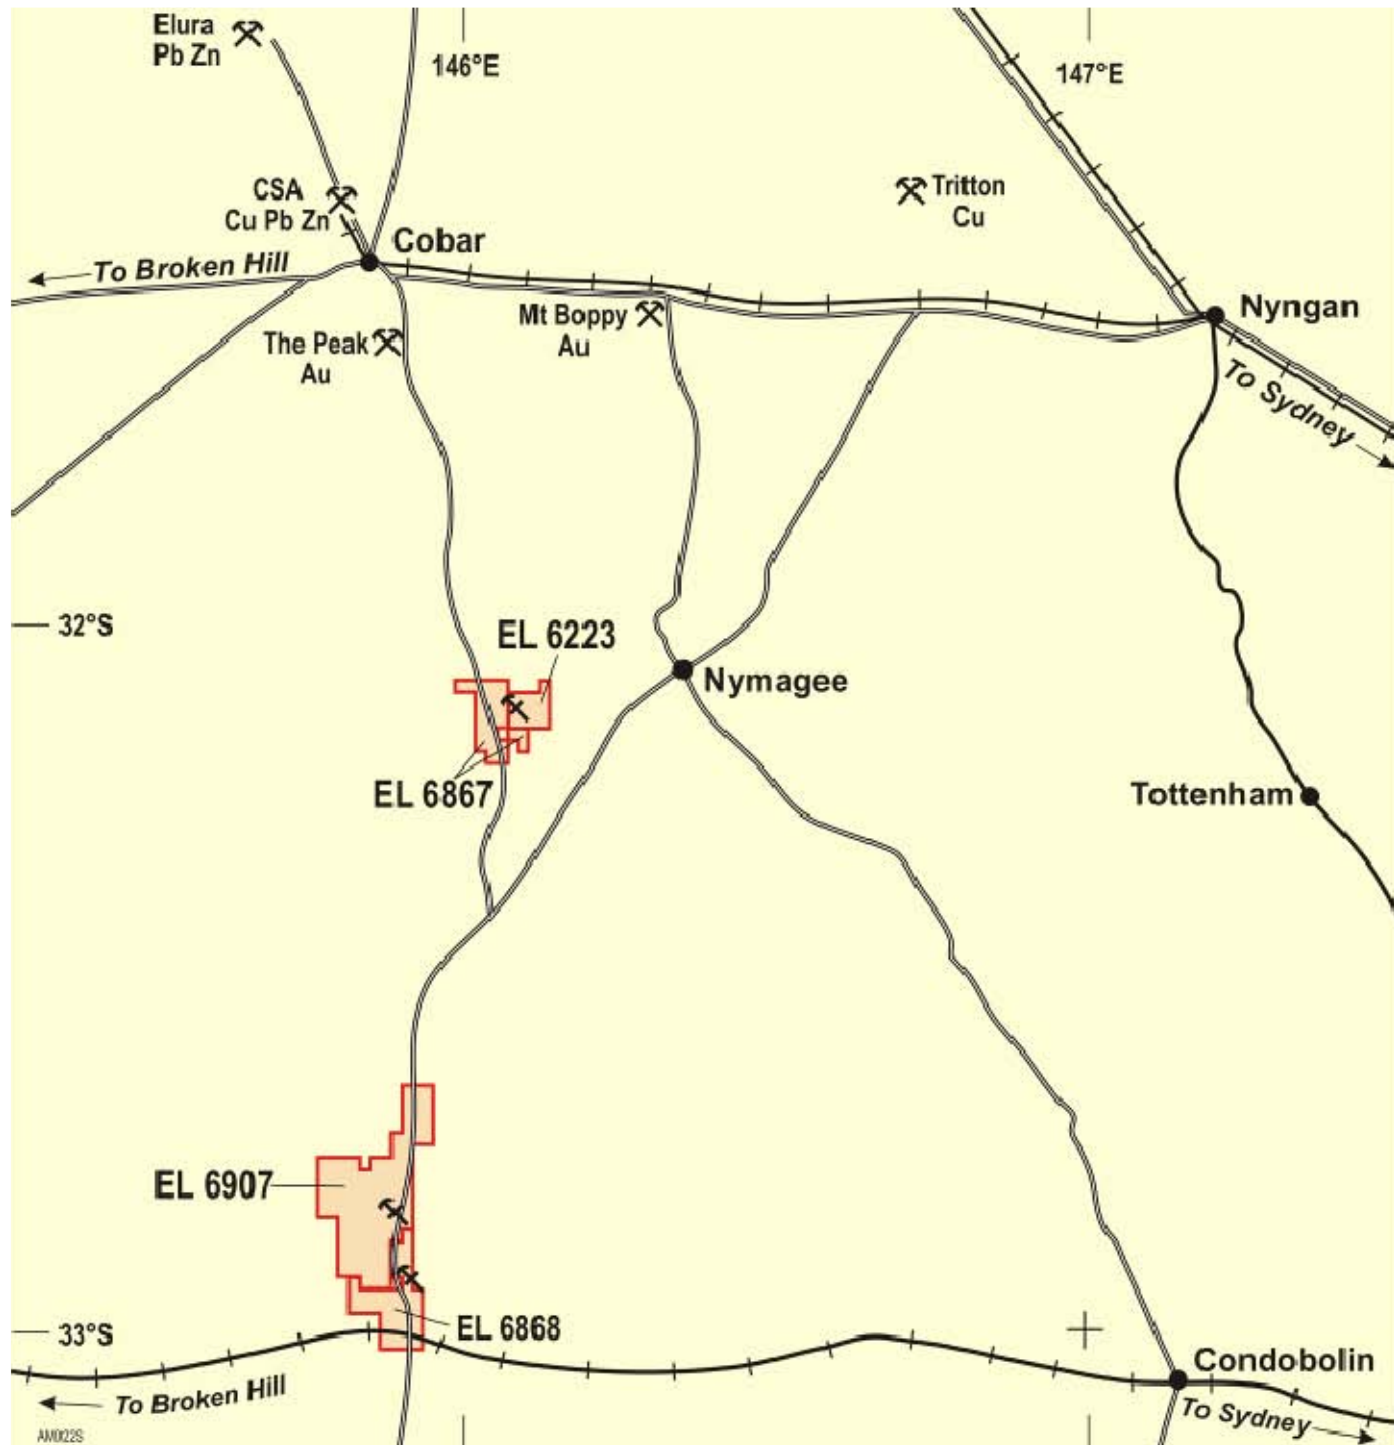 Elura
Pb Zn
146°E
147°E
CSA
Cu Pb Zn
Tritton
Cu
Cobar
To Broken Hill
Mt Boppy
Au
Nyngan
The Peak
Au
To Sydney
32°S
EL 6223
Nymagee
EL 6867
Tottenham
EL 6907
33°S
EL 6868
Condobolin
To Broken Hill
To Sydney
AM0122S